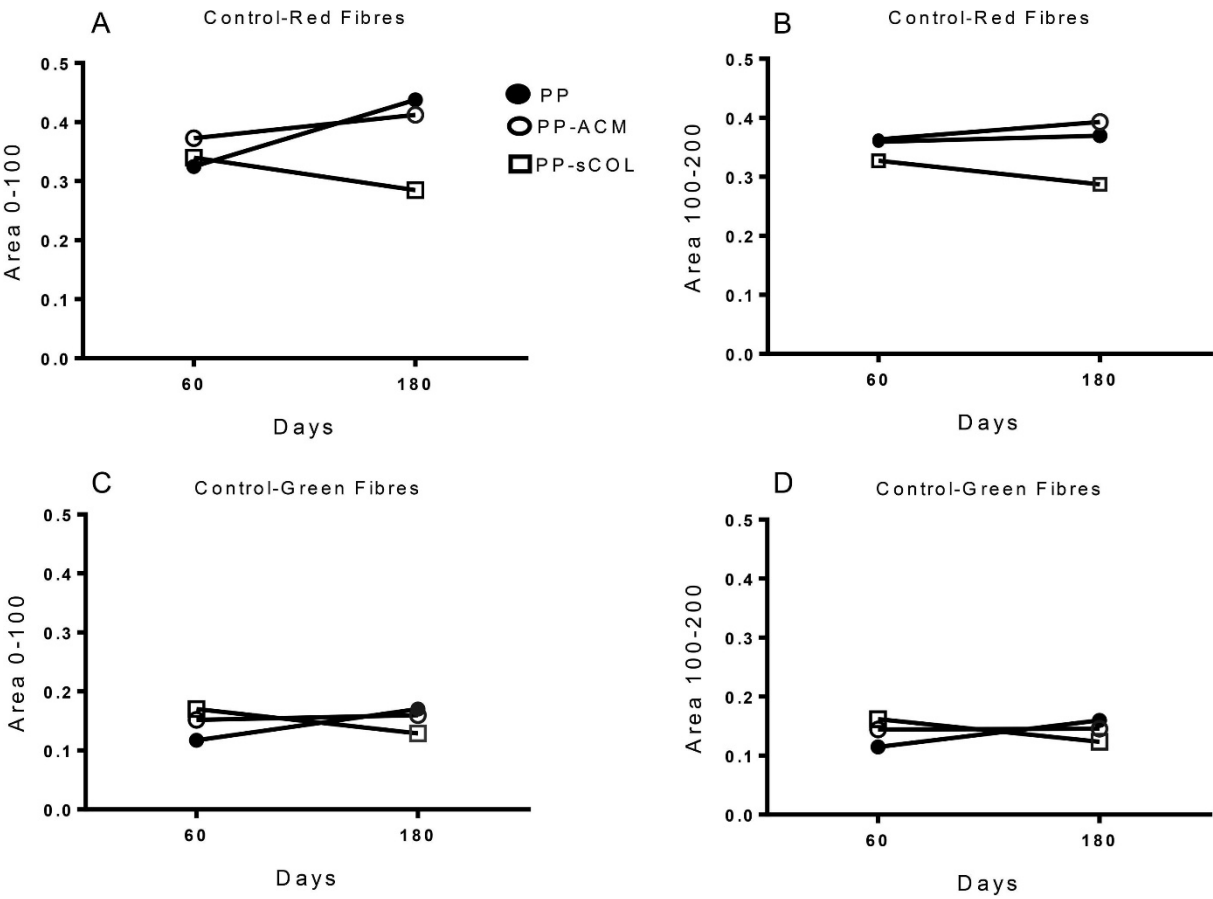 A
Control-Red Fibres
Area 0-100
0.5
0.4
0.3
0.2
0.1
0.0
60 180
Days
PP
PP-ACM
PP-sCOL
B
Control-Red Fibres
Area 100-200
0.5
0.4
0.3
0.2
0.1
0.0
60 180
Days
C
Control-Green Fibres
Area 0-100
0.5
0.4
0.3
0.2
0.1
0.0
60 180
Days
D
Control-Green Fibres
Area 100-200
0.5
0.4
0.3
0.2
0.1
0.0
60 180
Days